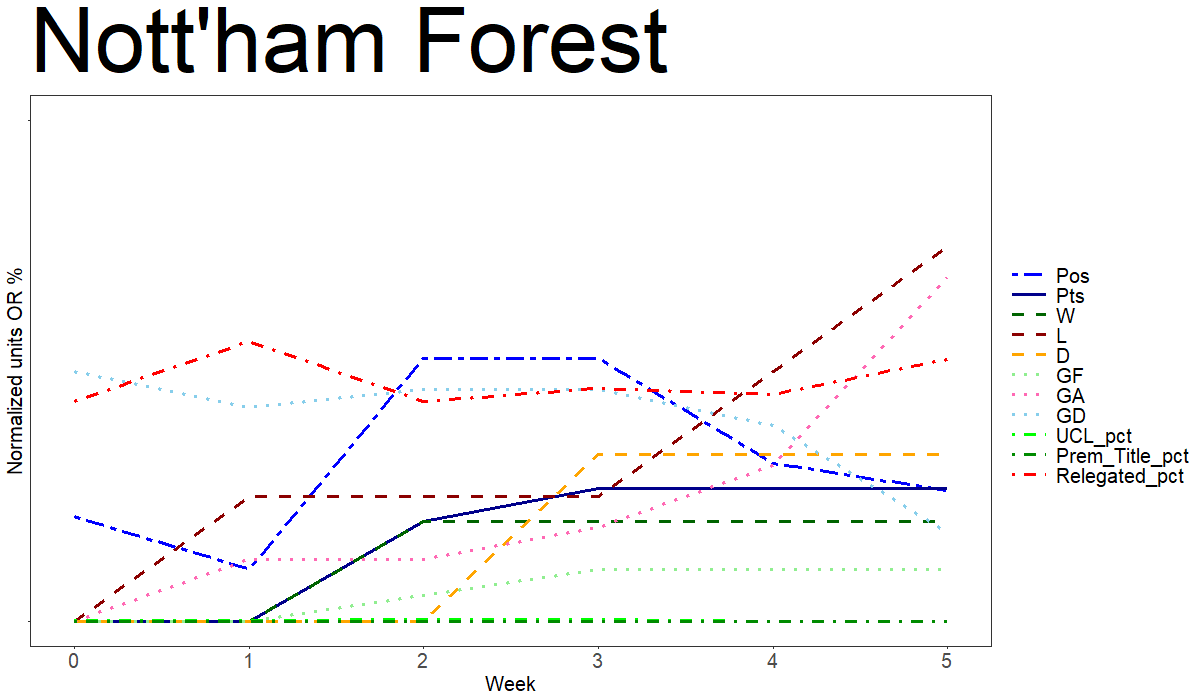 Nott'ham Forest
Normalized units OR %
Pos
Pts
W
L
D
GF
GA
GD
UCL_pct
Prem_Title_pct
Relegated_pct
0 1 2 3 4 5
Week